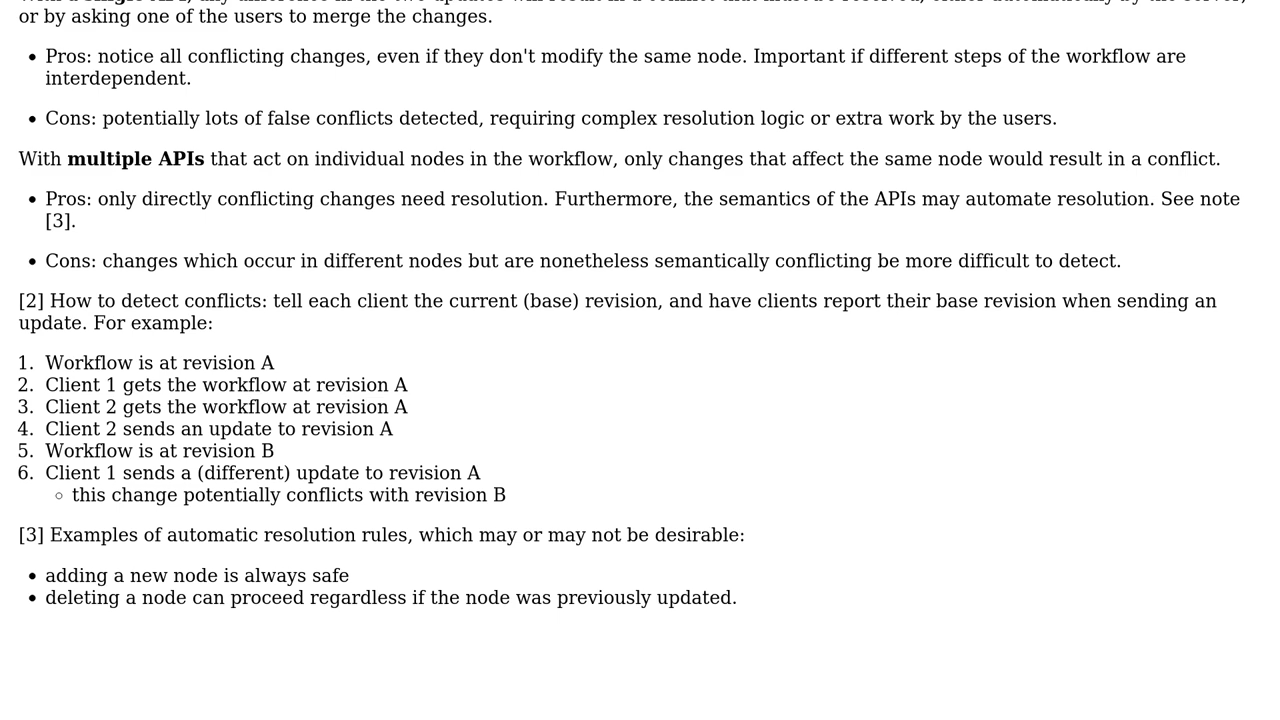 or by asking one of the users to merge the changes.
• Pros: notice all conflicting changes, even if they don't modify the same node. Important if different steps of the workflow are
interdependent.
• Cons: potentially lots of false conflicts detected, requiring complex resolution logic or extra work by the users.
With multiple APIs that act on individual nodes in the workflow, only changes that affect the same node would result in a conflict.
• Pros: only directly conflicting changes need resolution. Furthermore, the semantics of the APIs may automate resolution. See note
[3].
• Cons: changes which occur in different nodes but are nonetheless semantically conflicting be more difficult to detect.
[2] How to detect conflicts: tell each client the current (base) revision, and have clients report their base revision when sending an
update. For example:
1. Workflow is at revision A
2. Client 1 gets the workflow at revision A
3. Client 2 gets the workflow at revision A
4. Client 2 sends an update to revision A
5. Workflow is at revision B
6. Client 1 sends a (different) update to revision A
◦ this change potentially conflicts with revision B
[3] Examples of automatic resolution rules, which may or may not be desirable:
• adding a new node is always safe
• deleting a node can proceed regardless if the node was previously updated.